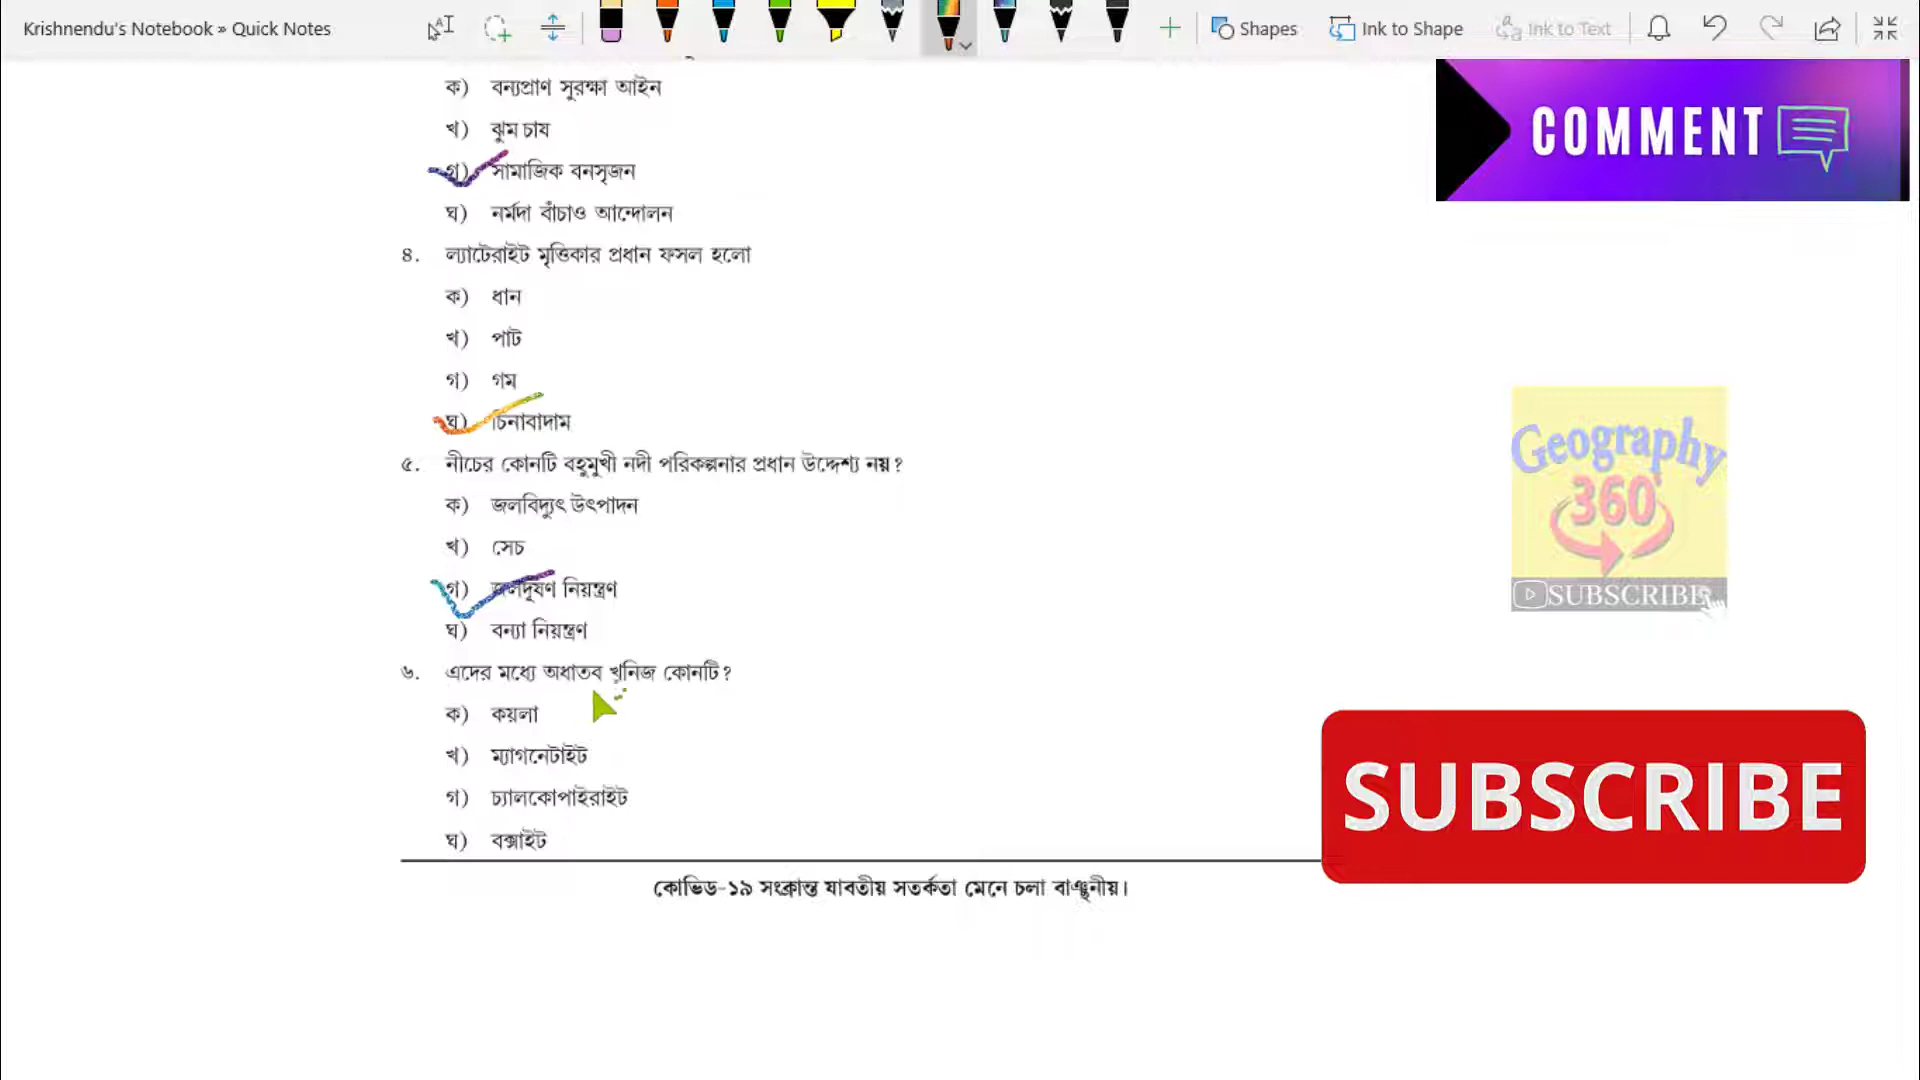 Krishnendu's Notebook » Quick Notes
Shapes
Ink to Shape
Ink to Text
ক) বন্যপ্রাণ সুরক্ষা আইন
খ) ঝুম চাষ
গ) সামাজিক বনসৃজন
ঘ) নর্মদা বাঁচাও আন্দোলন
৪. ল্যাটেরাইট মৃত্তিকার প্রধান ফসল হলো
ক) ধান
খ) পাট
গ) গম
ঘ) চিনাবাদাম
৫. নীচের কোনটি বহুমুখী নদী পরিকল্পনার প্রধান উদ্দেশ্য নয়?
ক) জলবিদ্যুৎ উৎপাদন
খ) সেচ
গ) জলদূষণ নিয়ন্ত্রণ
ঘ) বন্যা নিয়ন্ত্রণ
৬. এদের মধ্যে অধাতব খনিজ কোনটি?
ক) কয়লা
খ) ম্যাগনেটাইট
গ) চ্যালকোপাইরাইট
ঘ) বক্সাইট
কোভিড-১৯ সংক্রান্ত যাবতীয় সতর্কতা মেনে চলা বাঞ্ছনীয়।
COMMENT
Geography
360°
SUBSCRIBE
SUBSCRIBE